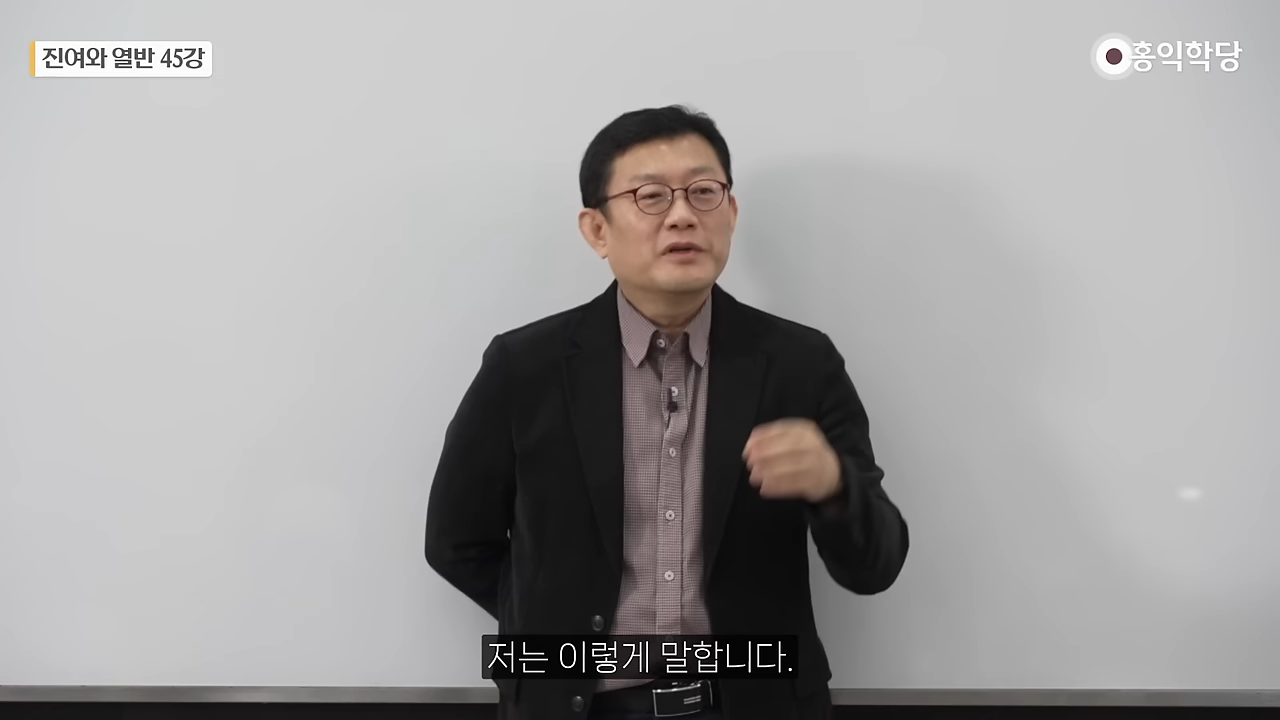 진여와 열반 45강
홍익학당
저는 이렇게 말합니다.